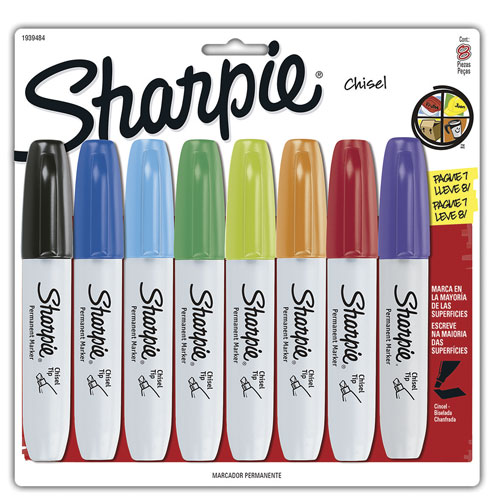 1939484
Sharpie®
Chisel
Cont:
8
Piezas
Peças
PAGUE 7
LLEVE 8!
PAGUE 7
LEVE 8!
MARCA EN
LA MAYORÍA
DE LAS
SUPERFICIES
ESCREVE
NA MAIORIA
DAS
SUPERFÍCIES
Cincel -
Biselada
Chanfrada
Sharpie®
Permanent Marker
Chisel
Tip
Sharpie®
Permanent Marker
Chisel
Tip
Sharpie®
Permanent Marker
Chisel
Tip
Sharpie®
Permanent Marker
Chisel
Tip
Sharpie®
Permanent Marker
Chisel
Tip
Sharpie®
Permanent Marker
Chisel
Tip
Sharpie®
Permanent Marker
Chisel
Tip
Sharpie®
Permanent Marker
Chisel
Tip
MARCADOR PERMANENTE